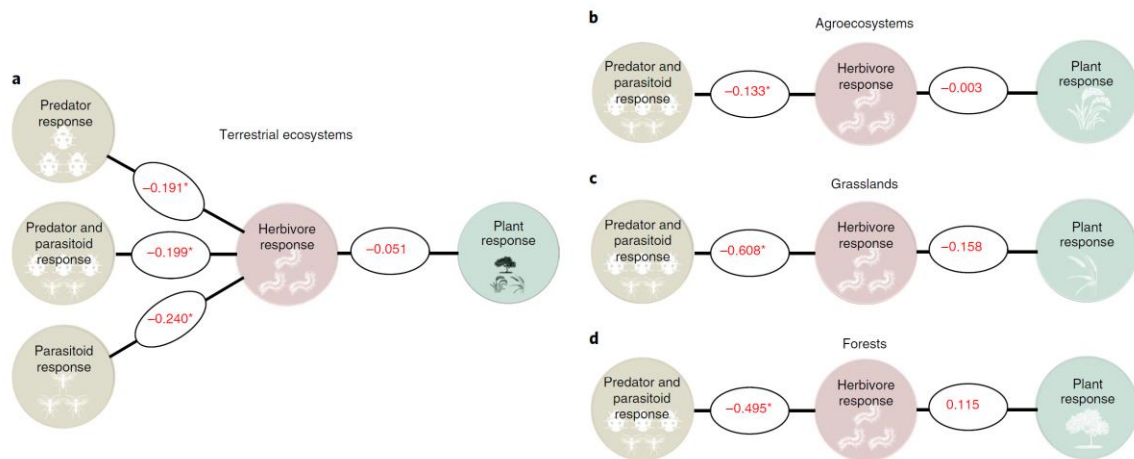 a
Terrestrial ecosystems
Predator
response
−0.191*
Predator
and parasitoid
response
−0.199*
Parasitoid
response
−0.240*
Herbivore
response
−0.051
Plant
response
b
Agroecosystems
Predator and
parasitoid
response
−0.133*
Herbivore
response
−0.003
Plant
response
c
Grasslands
Predator and
parasitoid
response
−0.608*
Herbivore
response
−0.158
Plant
response
d
Forests
Predator and
parasitoid
response
−0.495*
Herbivore
response
0.115
Plant
response